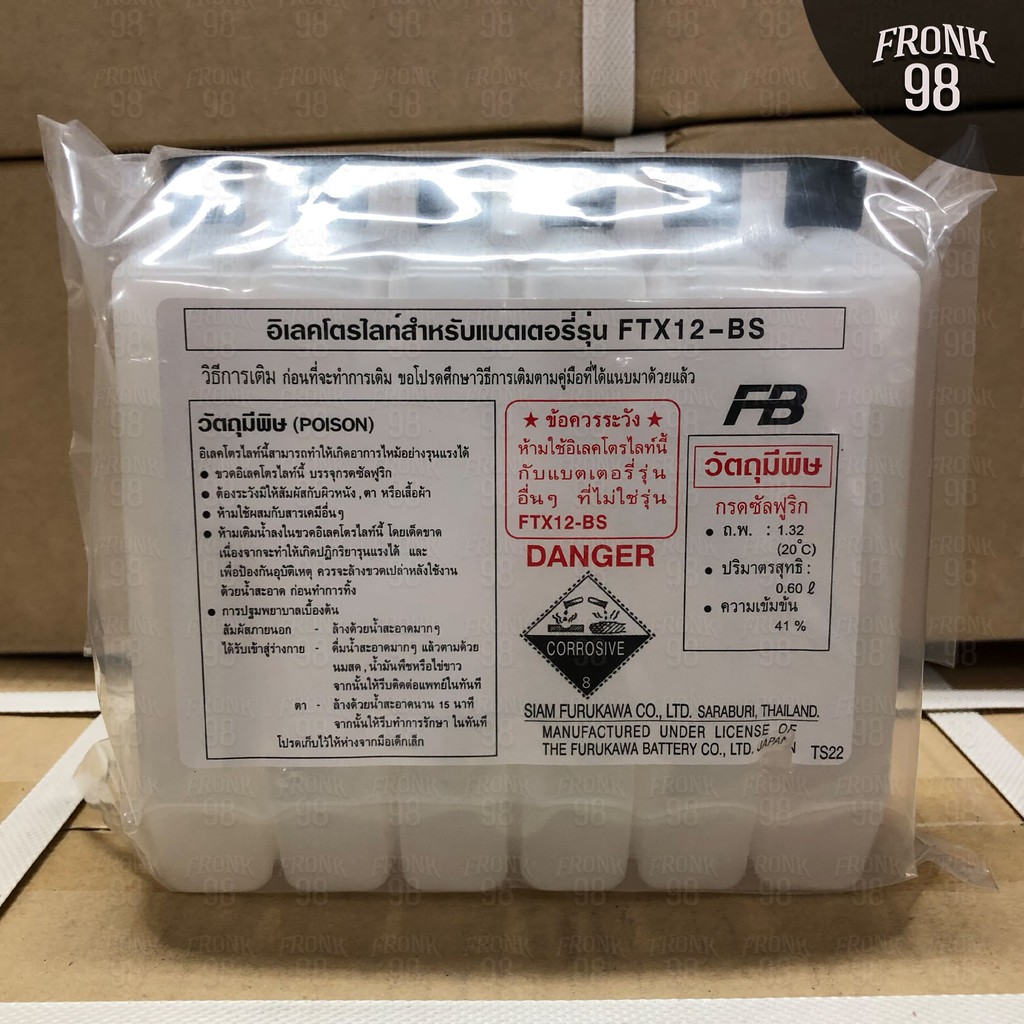 FRONK
98
อิเลคโตรไลท์สำหรับแบตเตอรี่รุ่น FTX12-BS
วิธีการเติม ก่อนที่จะทำการเติม ขอโปรดศึกษาวิธีการเติมตามคู่มือที่ได้แนบมาด้วยแล้ว
วัตถุมีพิษ (POISON)
อิเลคโตรไลท์นี้สามารถทำให้เกิดอาการไหม้อย่างรุนแรงได้
● ขวดอิเลคโตรไลท์นี้ บรรจุกรดซัลฟูริก
● ต้องระวังมิให้สัมผัสกับผิวหนัง,ตา หรือเสื้อผ้า
● ห้ามใช้ผสมกับสารเคมีอื่นๆ
● ห้ามเติมน้ำลงในขวดอิเลคโตรไลท์นี้ โดยเด็ดขาด
เนื่องจากจะทำให้เกิดปฏิกริยารุนแรงได้ และ
เพื่อป้องกันอุบัติเหตุ ควรจะล้างขวดเปล่าหลังใช้งาน
ด้วยน้ำสะอาด ก่อนทำการทิ้ง
● การปฐมพยาบาลเบื้องต้น
สัมผัสภายนอก - ล้างด้วยน้ำสะอาดมากๆ
ได้รับเข้าสู่ร่างกาย - ดื่มน้ำสะอาดมากๆ แล้วตามด้วย
นมสด,น้ำมันพืชหรือไข่ขาว
จากนั้นให้รีบติดต่อแพทย์ในทันที
ตา - ล้างด้วยน้ำสะอาดนาน 15 นาที
จากนั้นให้รีบทำการรักษา ในทันที
โปรดเก็บไว้ให้ห่างจากมือเด็กเล็ก
★ ข้อควรระวัง ★
ห้ามใช้อิเลคโตรไลท์นี้
กับแบตเตอรี่รุ่น
อื่นๆ ที่ไม่ใช่รุ่น
FTX12-BS
DANGER
CORROSIVE
8
FB
วัตถุมีพิษ
กรดซัลฟูริก
● ถ.พ. : 1.32
(20°C)
● ปริมาตรสุทธิ :
0.60 ℓ
● ความเข้มข้น
41 %
SIAM FURUKAWA CO., LTD. SARABURI, THAILAND.
MANUFACTURED UNDER LICENSE OF
THE FURUKAWA BATTERY CO., LTD. JAPAN
TS22